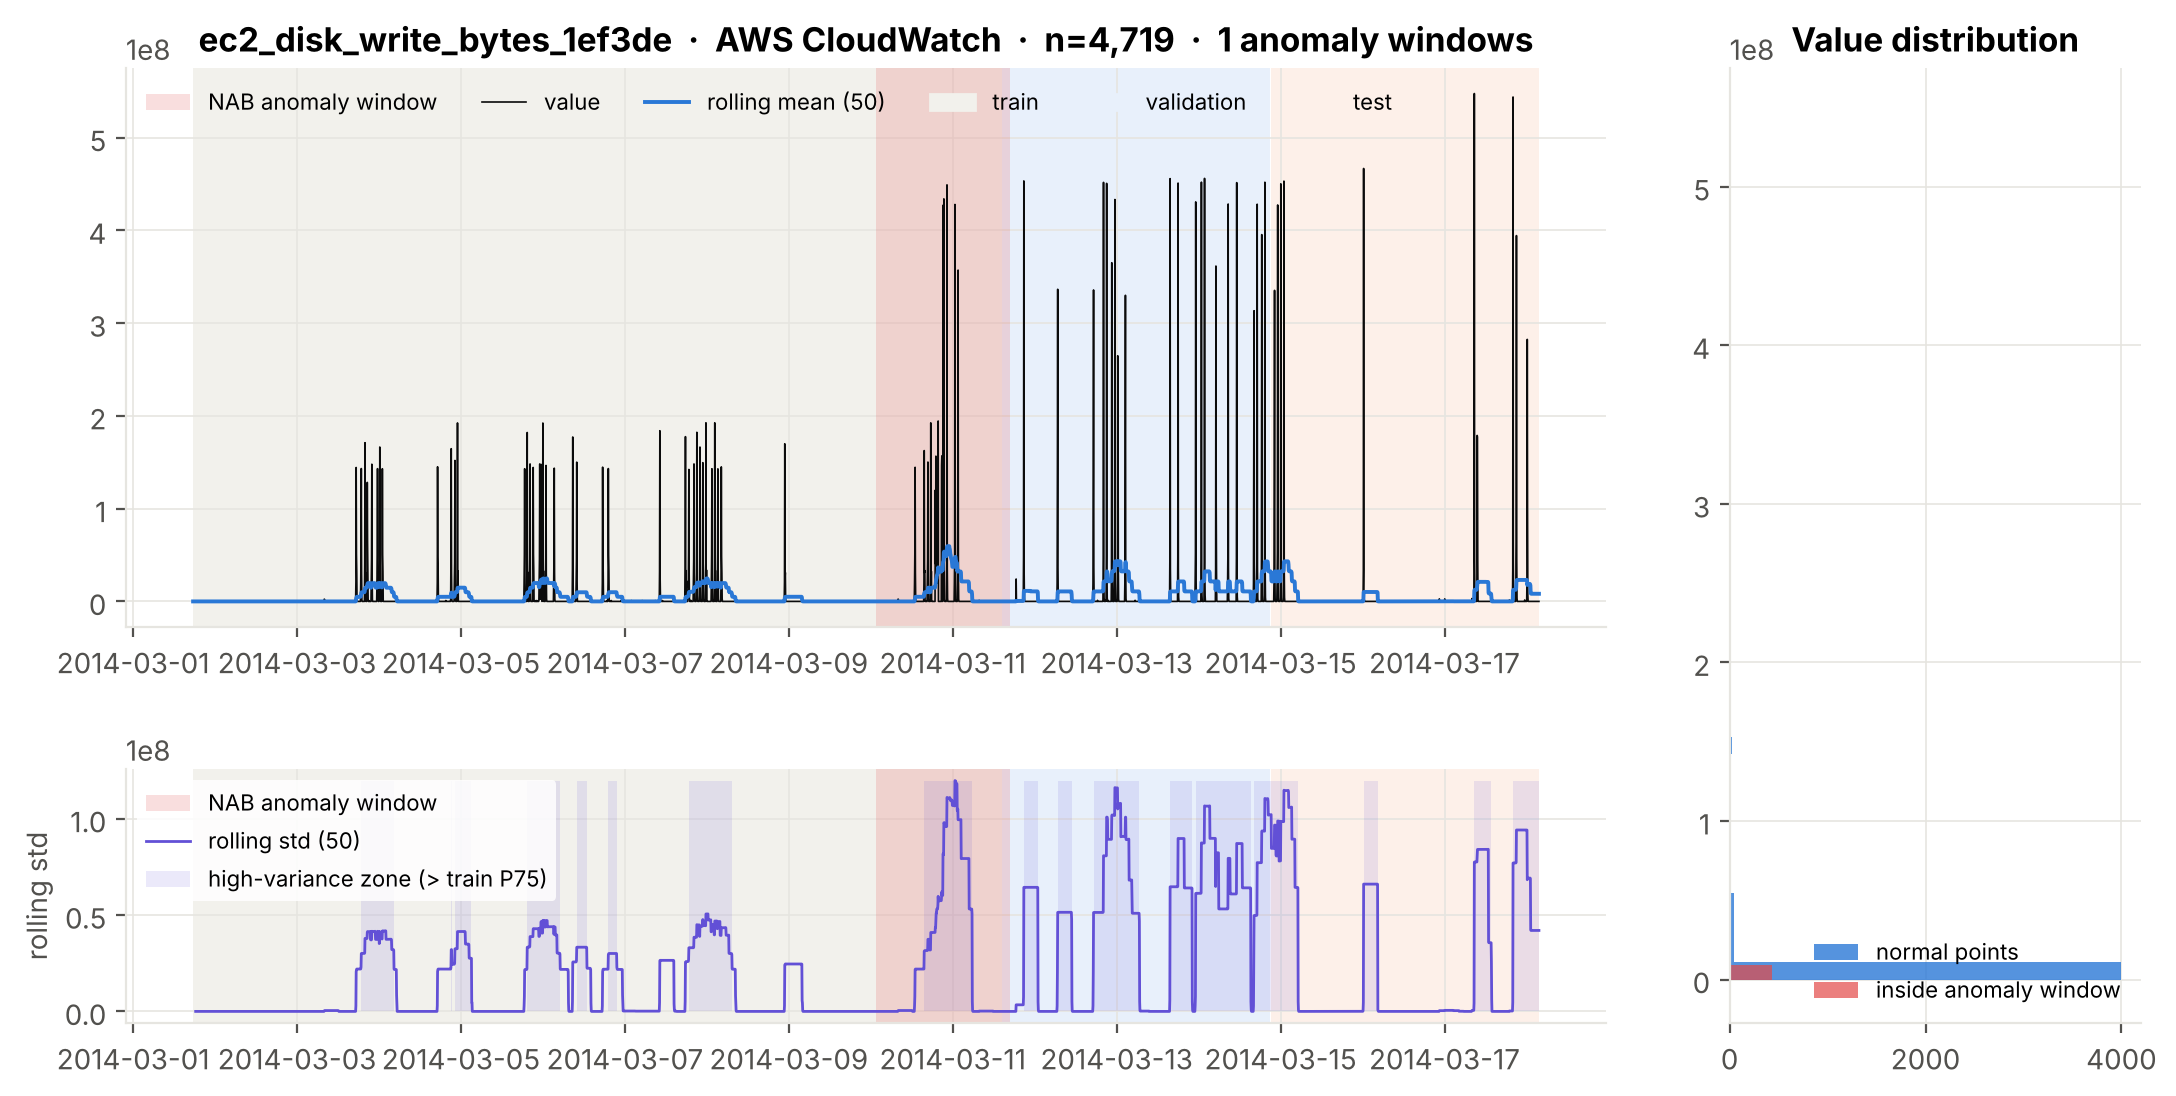 ec2_disk_write_bytes_1ef3de · AWS CloudWatch · n=4,719 · 1 anomaly windows
1e8
NAB anomaly window
value
rolling mean (50)
train
validation
test
5
4
3
2
1
0
2014-03-01 2014-03-03 2014-03-05 2014-03-07 2014-03-09 2014-03-11 2014-03-13 2014-03-15 2014-03-17
1e8
rolling std
NAB anomaly window
rolling std (50)
high-variance zone (> train P75)
1.0
0.5
0.0
2014-03-01 2014-03-03 2014-03-05 2014-03-07 2014-03-09 2014-03-11 2014-03-13 2014-03-15 2014-03-17
Value distribution
1e8
5
4
3
2
1
0
normal points
inside anomaly window
0 2000 4000